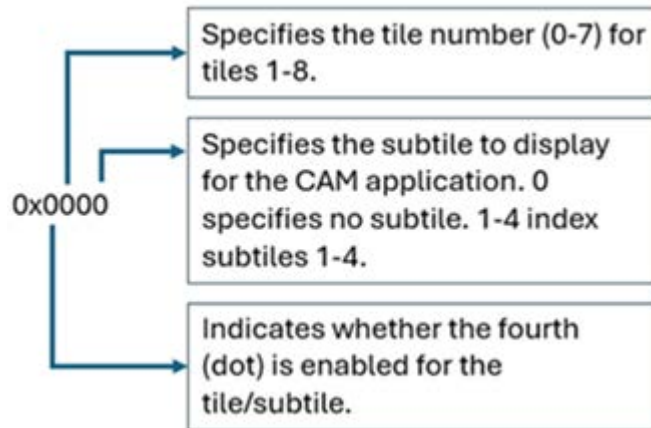 Specifies the tile number (0-7) for
tiles 1-8.
Specifies the subtile to display
for the CAM application. 0
specifies no subtile. 1-4 index
subtiles 1-4.
0x0000
Indicates whether the fourth
(dot) is enabled for the
tile/subtile.